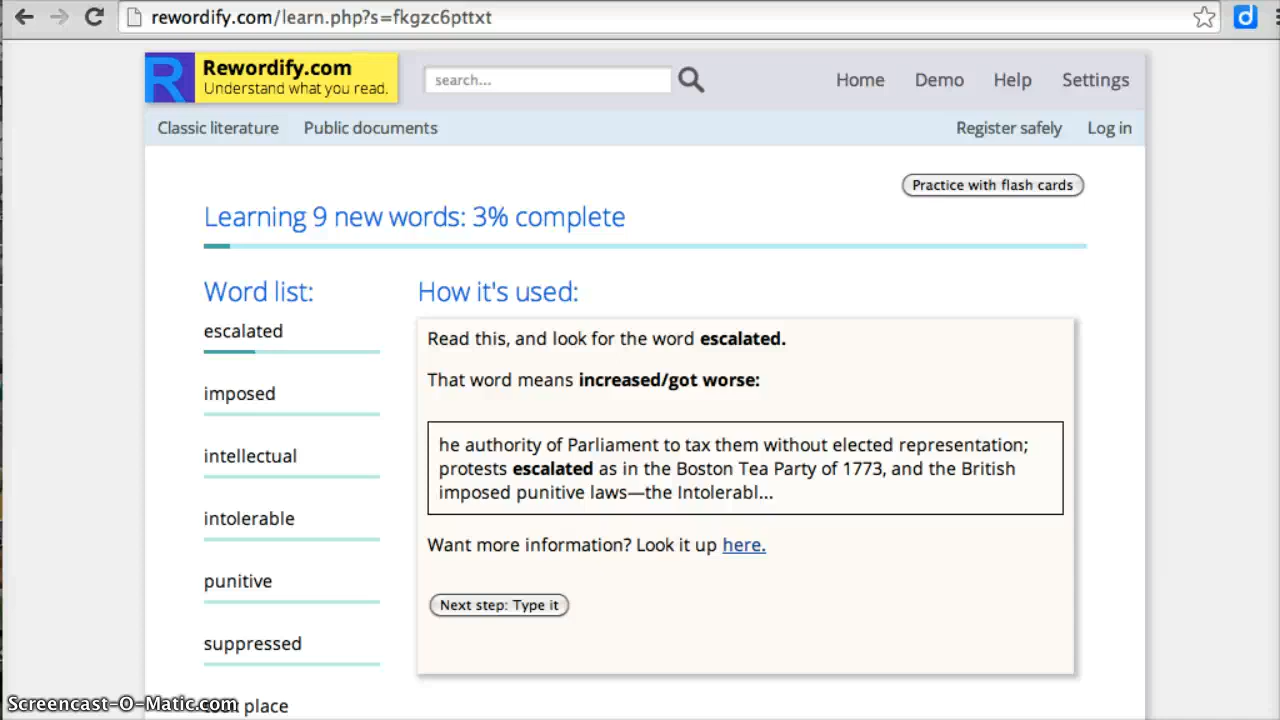 rewordify.com/learn.php?s=fkgzc6pttxt
d
R
Rewordify.com
Understand what you read.
search...
Home Demo Help Settings
Classic literature Public documents Register safely Log in
Practice with flash cards
Learning 9 new words: 3% complete
Word list:
escalated
imposed
intellectual
intolerable
punitive
suppressed
place
How it's used:
Read this, and look for the word escalated.
That word means increased/got worse:
he authority of Parliament to tax them without elected representation;
protests escalated as in the Boston Tea Party of 1773, and the British
imposed punitive laws—the Intolerabl...
Want more information? Look it up here.
Next step: Type it
Screencast-O-Matic.com